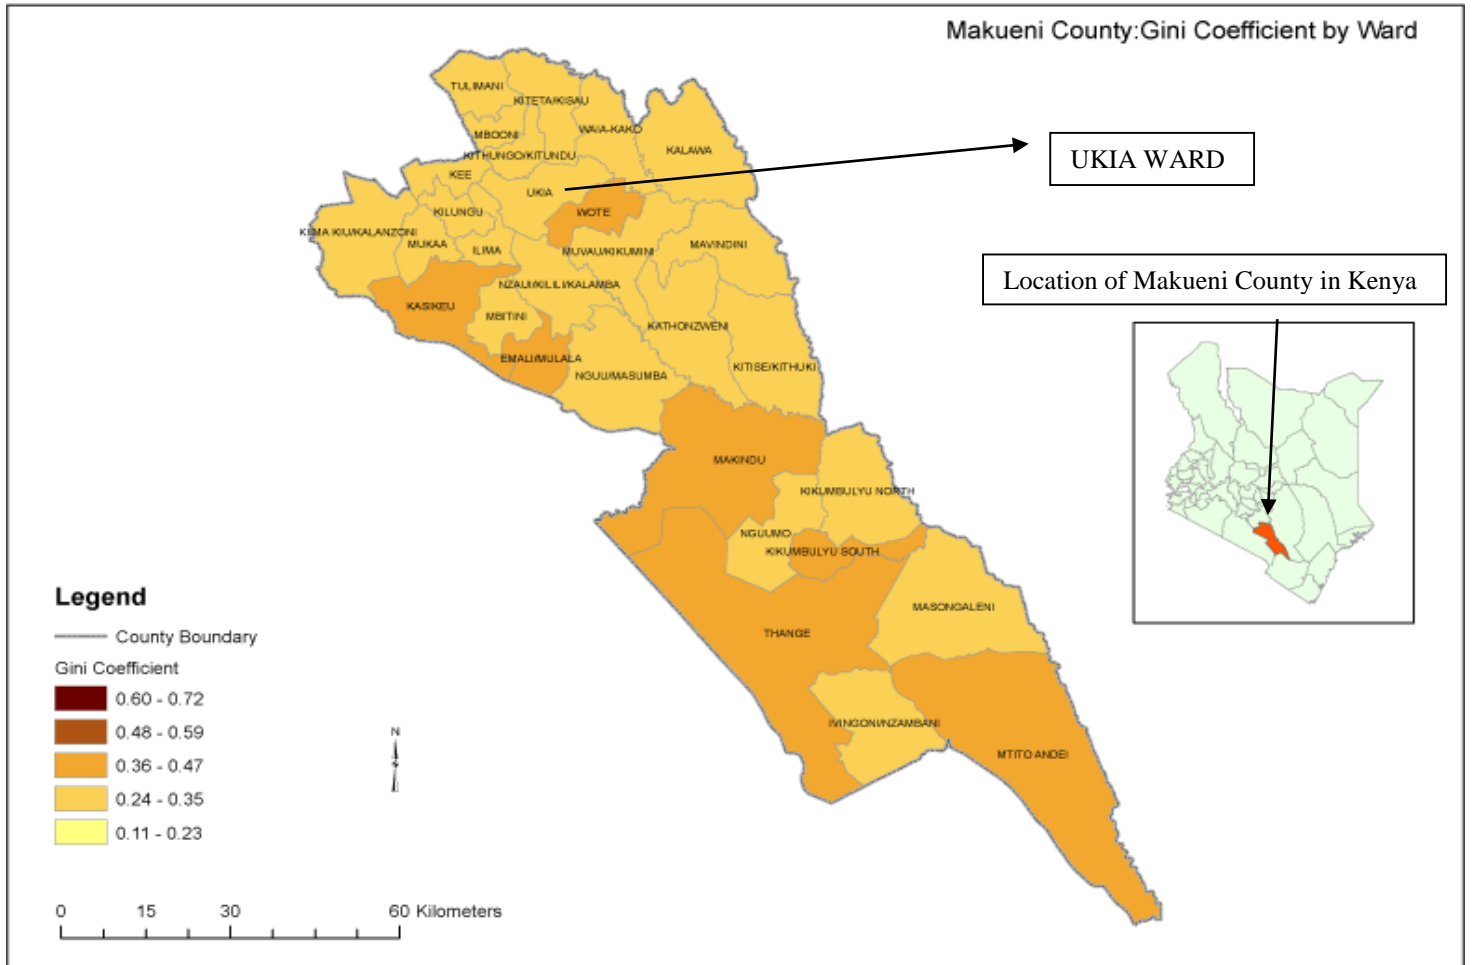 Makueni County:Gini Coefficient by Ward
TULIMANI
KITETA/KISAU
MBOONI
WAIA-KAKO
KITHUNGO/KITUNDU
KALAWA
UKIA WARD
KEE
UKIA
KILUNGU
WOTE
KIIMA KIU/KALANZONI
MUKAA
ILIMA
MUVAU/KIKUMINI
MAVINDINI
NZAUI/KILILI/KALAMBA
Location of Makueni County in Kenya
KASIKEU
MBITINI
KATHONZWENI
EMALI/MULALA
NGUU/MASUMBA
KITISE/KITHUKI
MAKINDU
KIKUMBULYU NORTH
NGUUMO
KIKUMBULYU SOUTH
MASONGALENI
THANGE
IVINGONI/NZAMBANI
MTITO ANDEI
Legend
County Boundary
Gini Coefficient
0.60 - 0.72
0.48 - 0.59
0.36 - 0.47
0.24 - 0.35
0.11 - 0.23
N
0 15 30 60 Kilometers